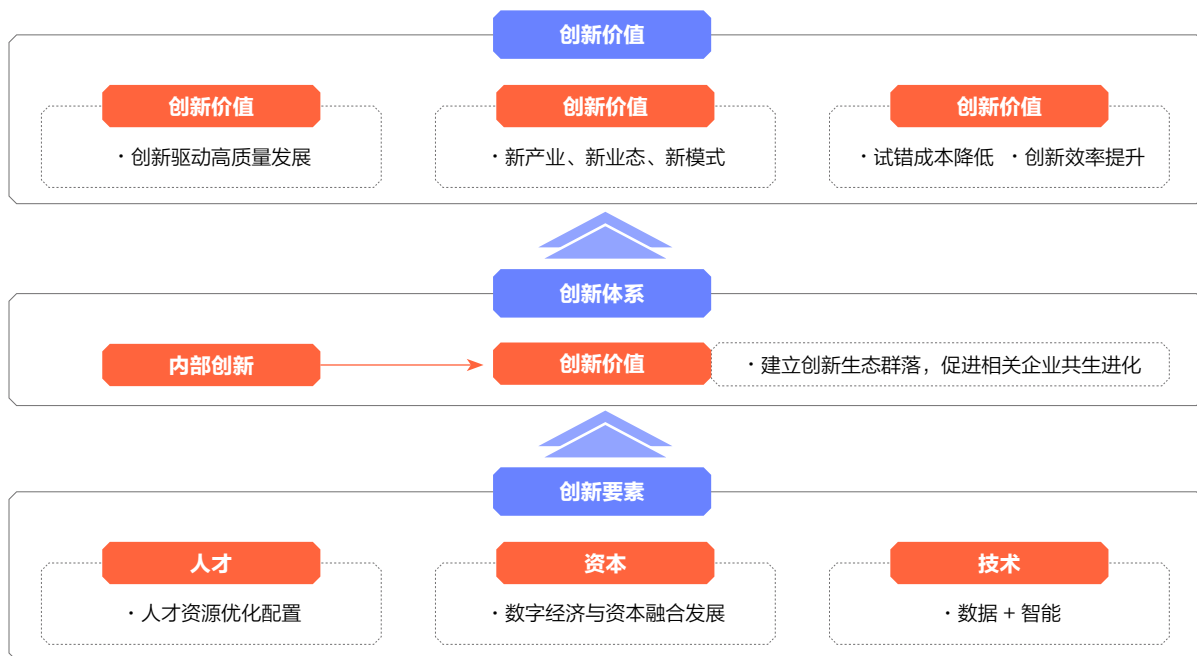 创新价值
创新价值
创新价值
创新价值
・创新驱动高质量发展
・新产业、新业态、新模式
・试错成本降低 ・创新效率提升
创新体系
内部创新
创新价值
・建立创新生态群落，促进相关企业共生进化
创新要素
人才
资本
技术
・人才资源优化配置
・数字经济与资本融合发展
・数据 + 智能